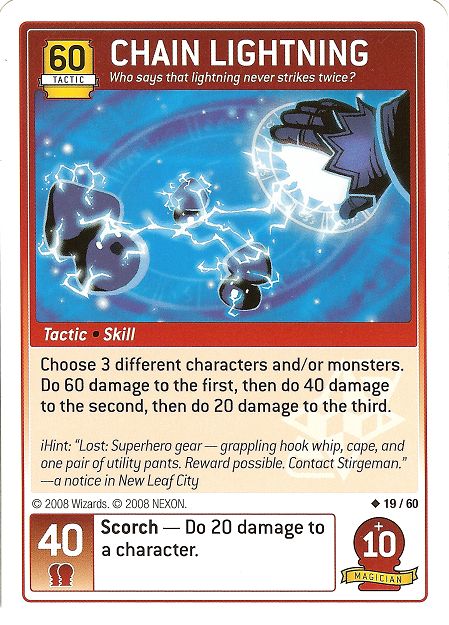 60
TACTIC
CHAIN LIGHTNING
Who says that lightning never strikes twice?
Tactic • Skill
Choose 3 different characters and/or monsters.
Do 60 damage to the first, then do 40 damage
to the second, then do 20 damage to the third.
iHint: “Lost: Superhero gear — grappling hook whip, cape, and
one pair of utility pants. Reward possible. Contact Stirgeman.”
—a notice in New Leaf City
© 2008 Wizards. © 2008 NEXON.
◆ 19 / 60
40
Scorch — Do 20 damage to
a character.
+
10
MAGICIAN